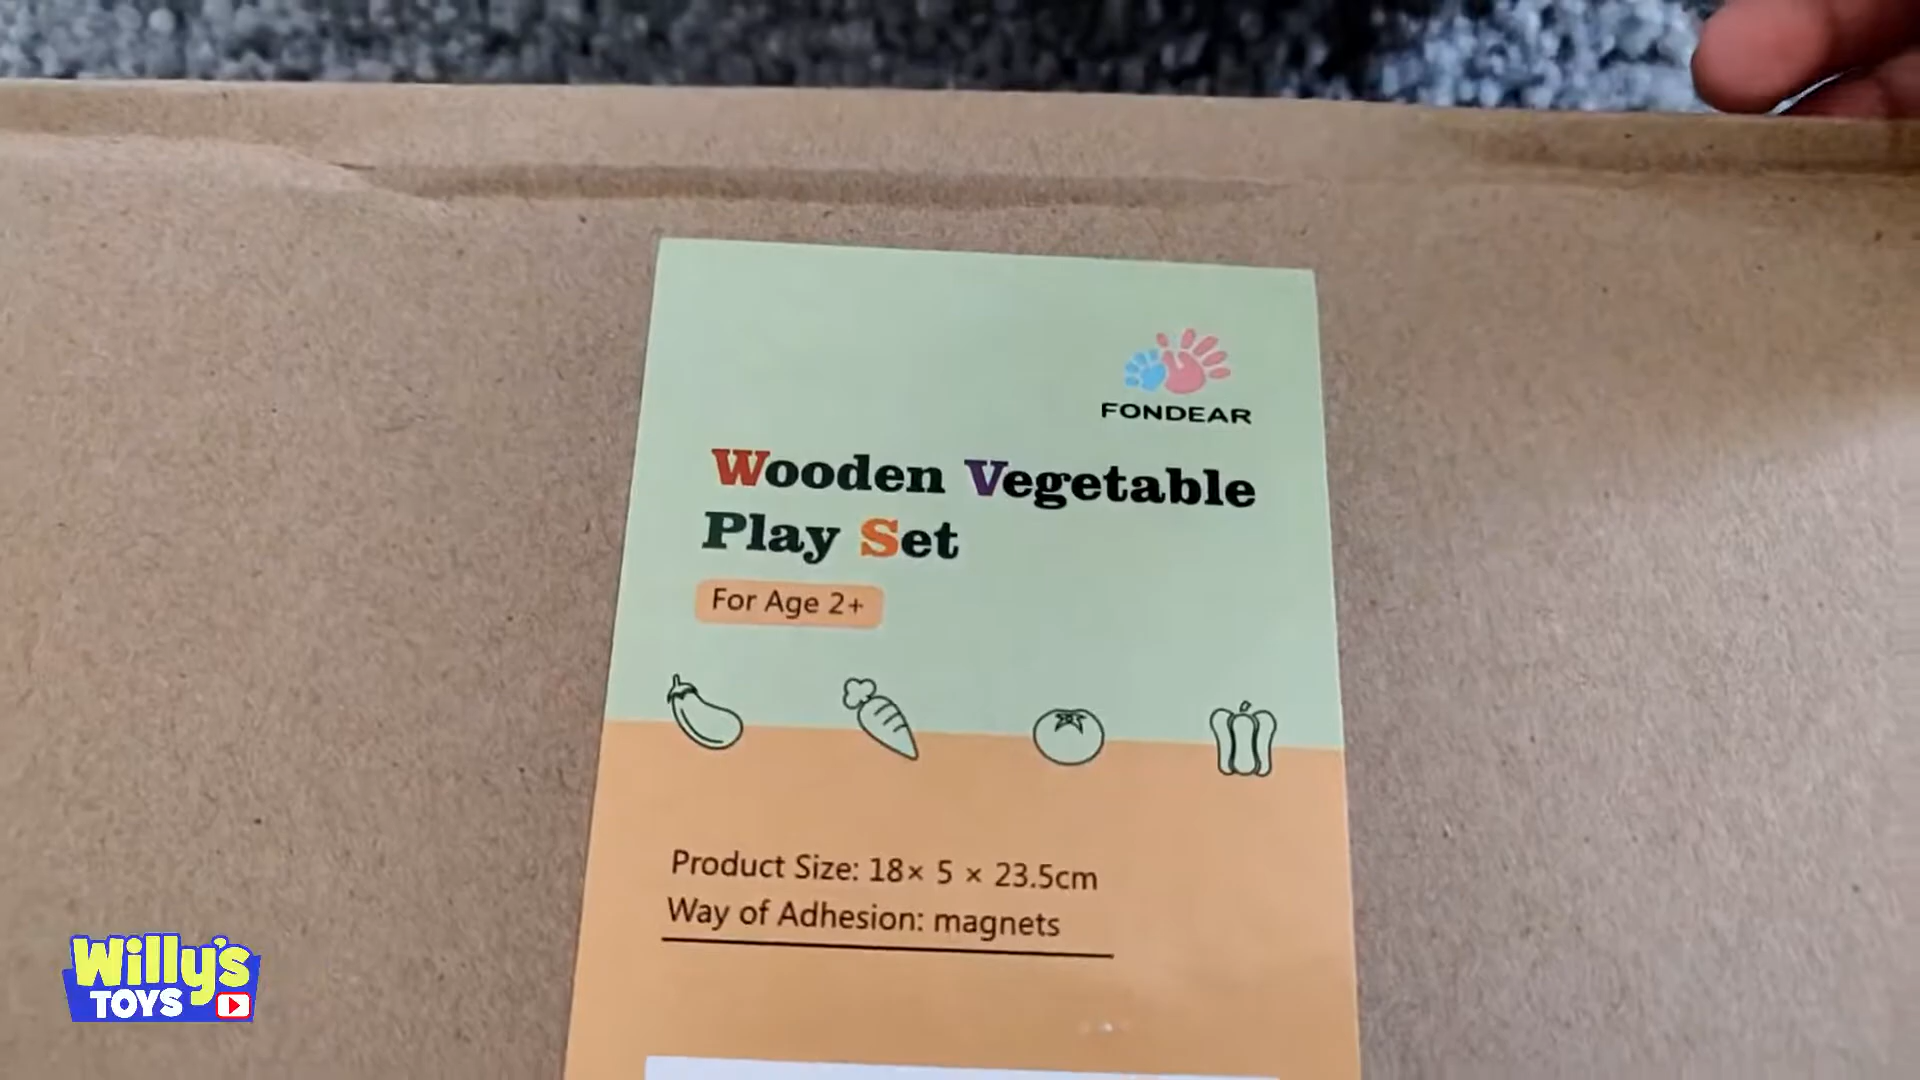 FONDEAR
Wooden Vegetable
Play Set
For Age 2+
Product Size: 18× 5 × 23.5cm
Way of Adhesion: magnets
Willy's
TOYS